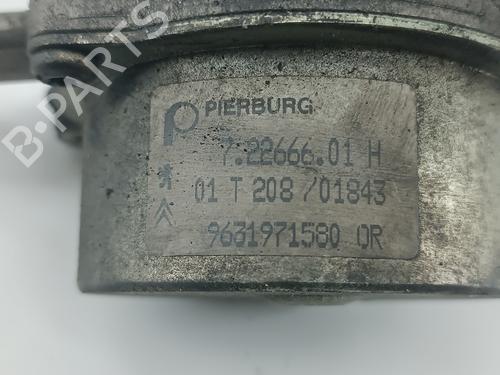 B-PARTS
PIERBURG
7.22666.01 H
01 T 208 /01843
9631971580 OR